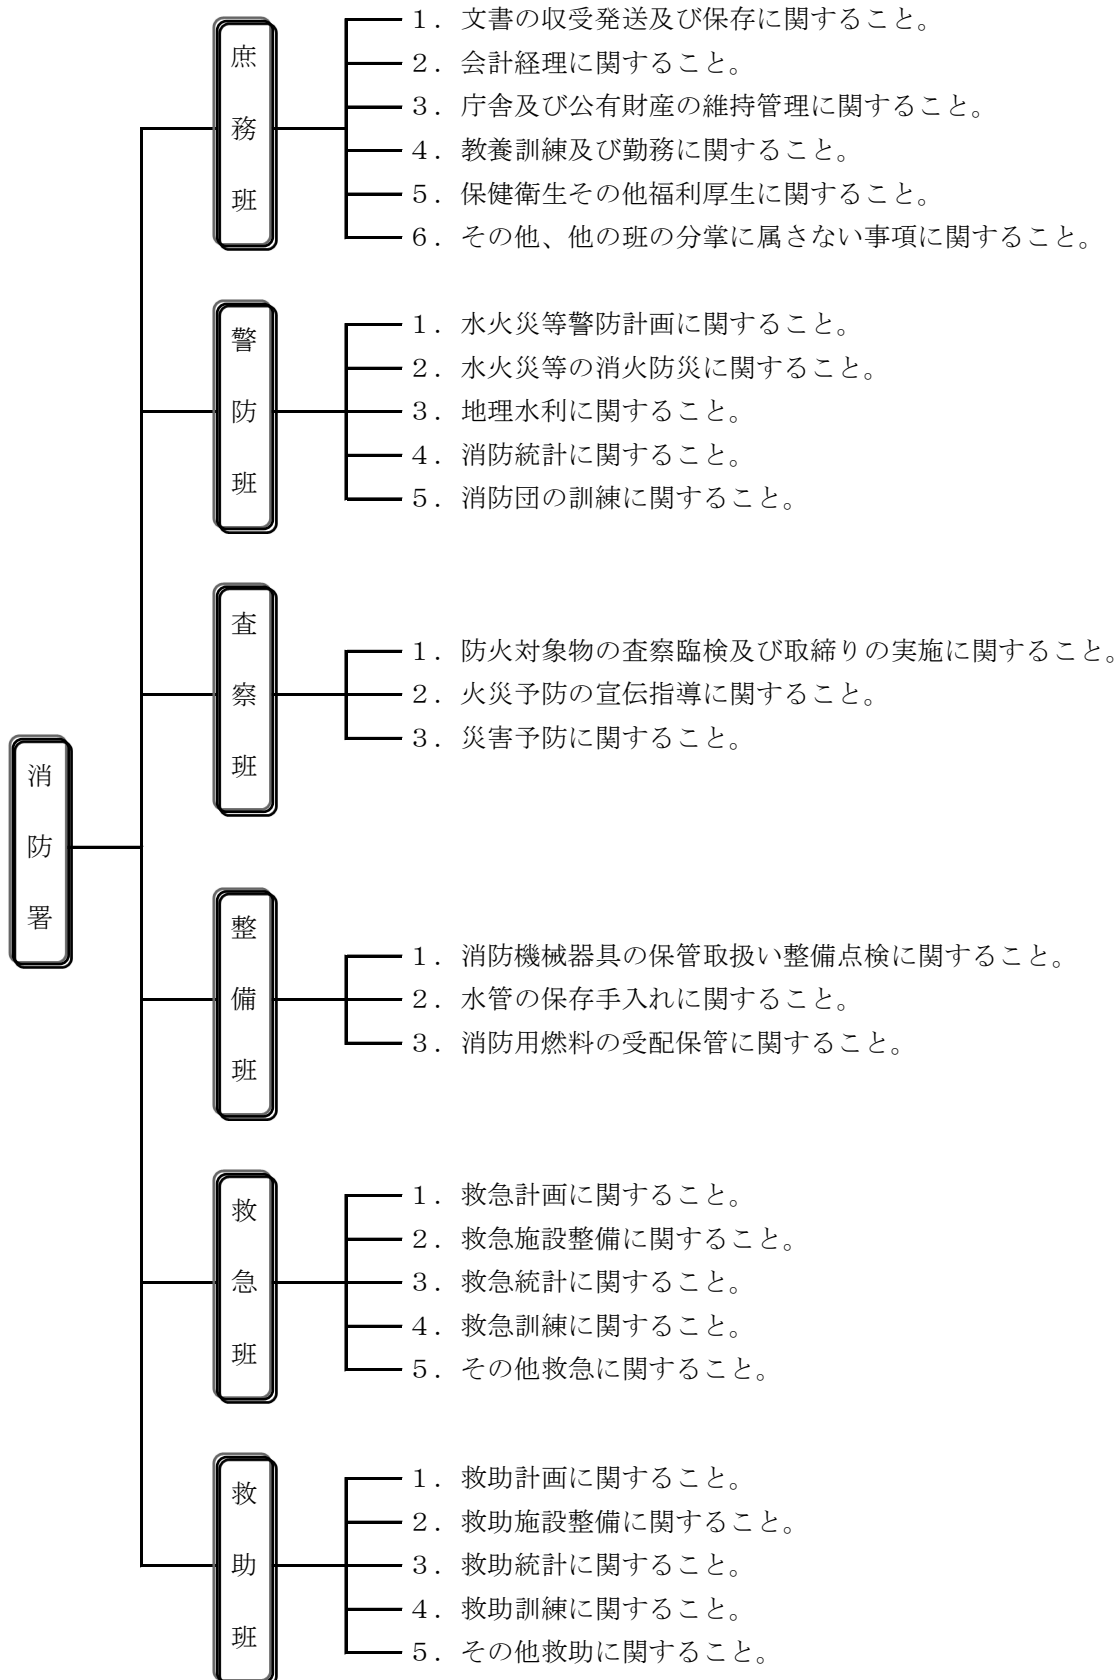 消防署
庶務班
１．文書の収受発送及び保存に関すること。
２．会計経理に関すること。
３．庁舎及び公有財産の維持管理に関すること。
４．教養訓練及び勤務に関すること。
５．保健衛生その他福利厚生に関すること。
６．その他、他の班の分掌に属さない事項に関すること。
警防班
１．水火災等警防計画に関すること。
２．水火災等の消火防災に関すること。
３．地理水利に関すること。
４．消防統計に関すること。
５．消防団の訓練に関すること。
査察班
１．防火対象物の査察臨検及び取締りの実施に関すること。
２．火災予防の宣伝指導に関すること。
３．災害予防に関すること。
整備班
１．消防機械器具の保管取扱い整備点検に関すること。
２．水管の保存手入れに関すること。
３．消防用燃料の受配保管に関すること。
救急班
１．救急計画に関すること。
２．救急施設整備に関すること。
３．救急統計に関すること。
４．救急訓練に関すること。
５．その他救急に関すること。
救助班
１．救助計画に関すること。
２．救助施設整備に関すること。
３．救助統計に関すること。
４．救助訓練に関すること。
５．その他救助に関すること。